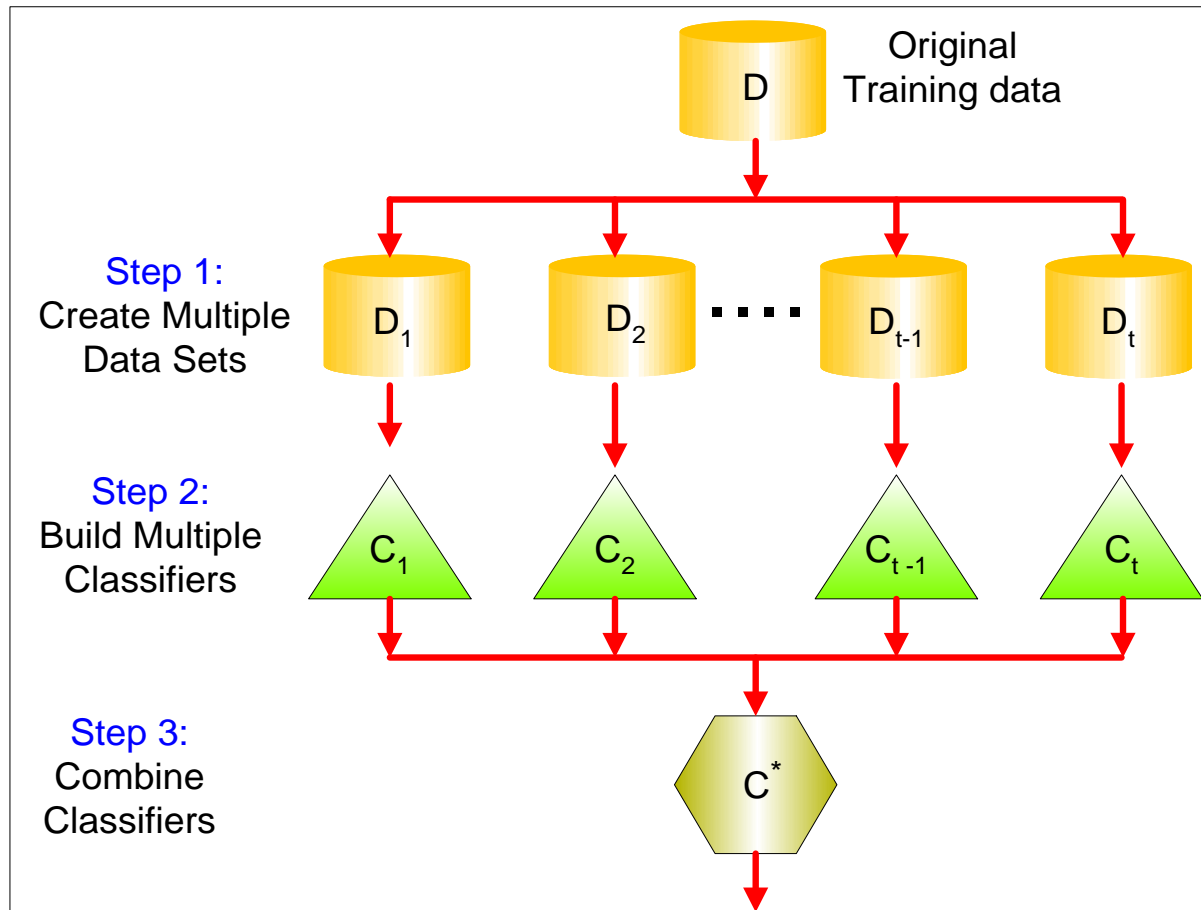 D
Original
Training data
Step 1:
Create Multiple
Data Sets
D₁
D₂
....
Dₜ₋₁
Dₜ
Step 2:
Build Multiple
Classifiers
C₁
C₂
Cₜ ₋₁
Cₜ
Step 3:
Combine
Classifiers
C*